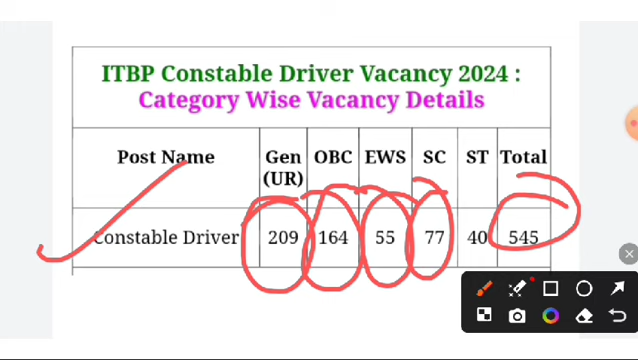 ITBP Constable Driver Vacancy 2024 :
Category Wise Vacancy Details
Post Name Gen (UR) OBC EWS SC ST Total
Constable Driver 209 164 55 77 40 545